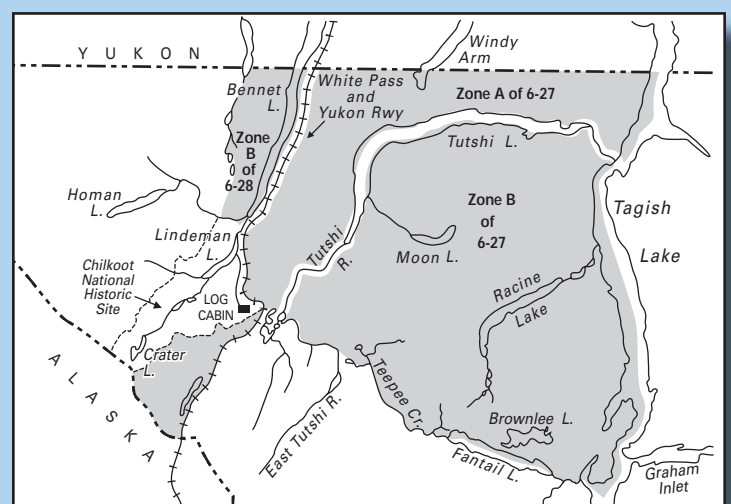 YUKON
Windy
Arm
Bennet
L.
White Pass
and
Yukon Rwy
Zone A of 6-27
Zone
B
of
6-28
Tutshi L.
Homan
L.
Zone B
of
6-27
Tagish
Lake
Lindeman
L.
Tutshi
R.
Moon L.
Chilkoot
National
Historic
Site
LOG
CABIN
Racine
Lake
Crater
L.
ALASKA
Teepee Cr.
East Tutshi R.
Brownlee L.
Fantail L.
Graham
Inlet